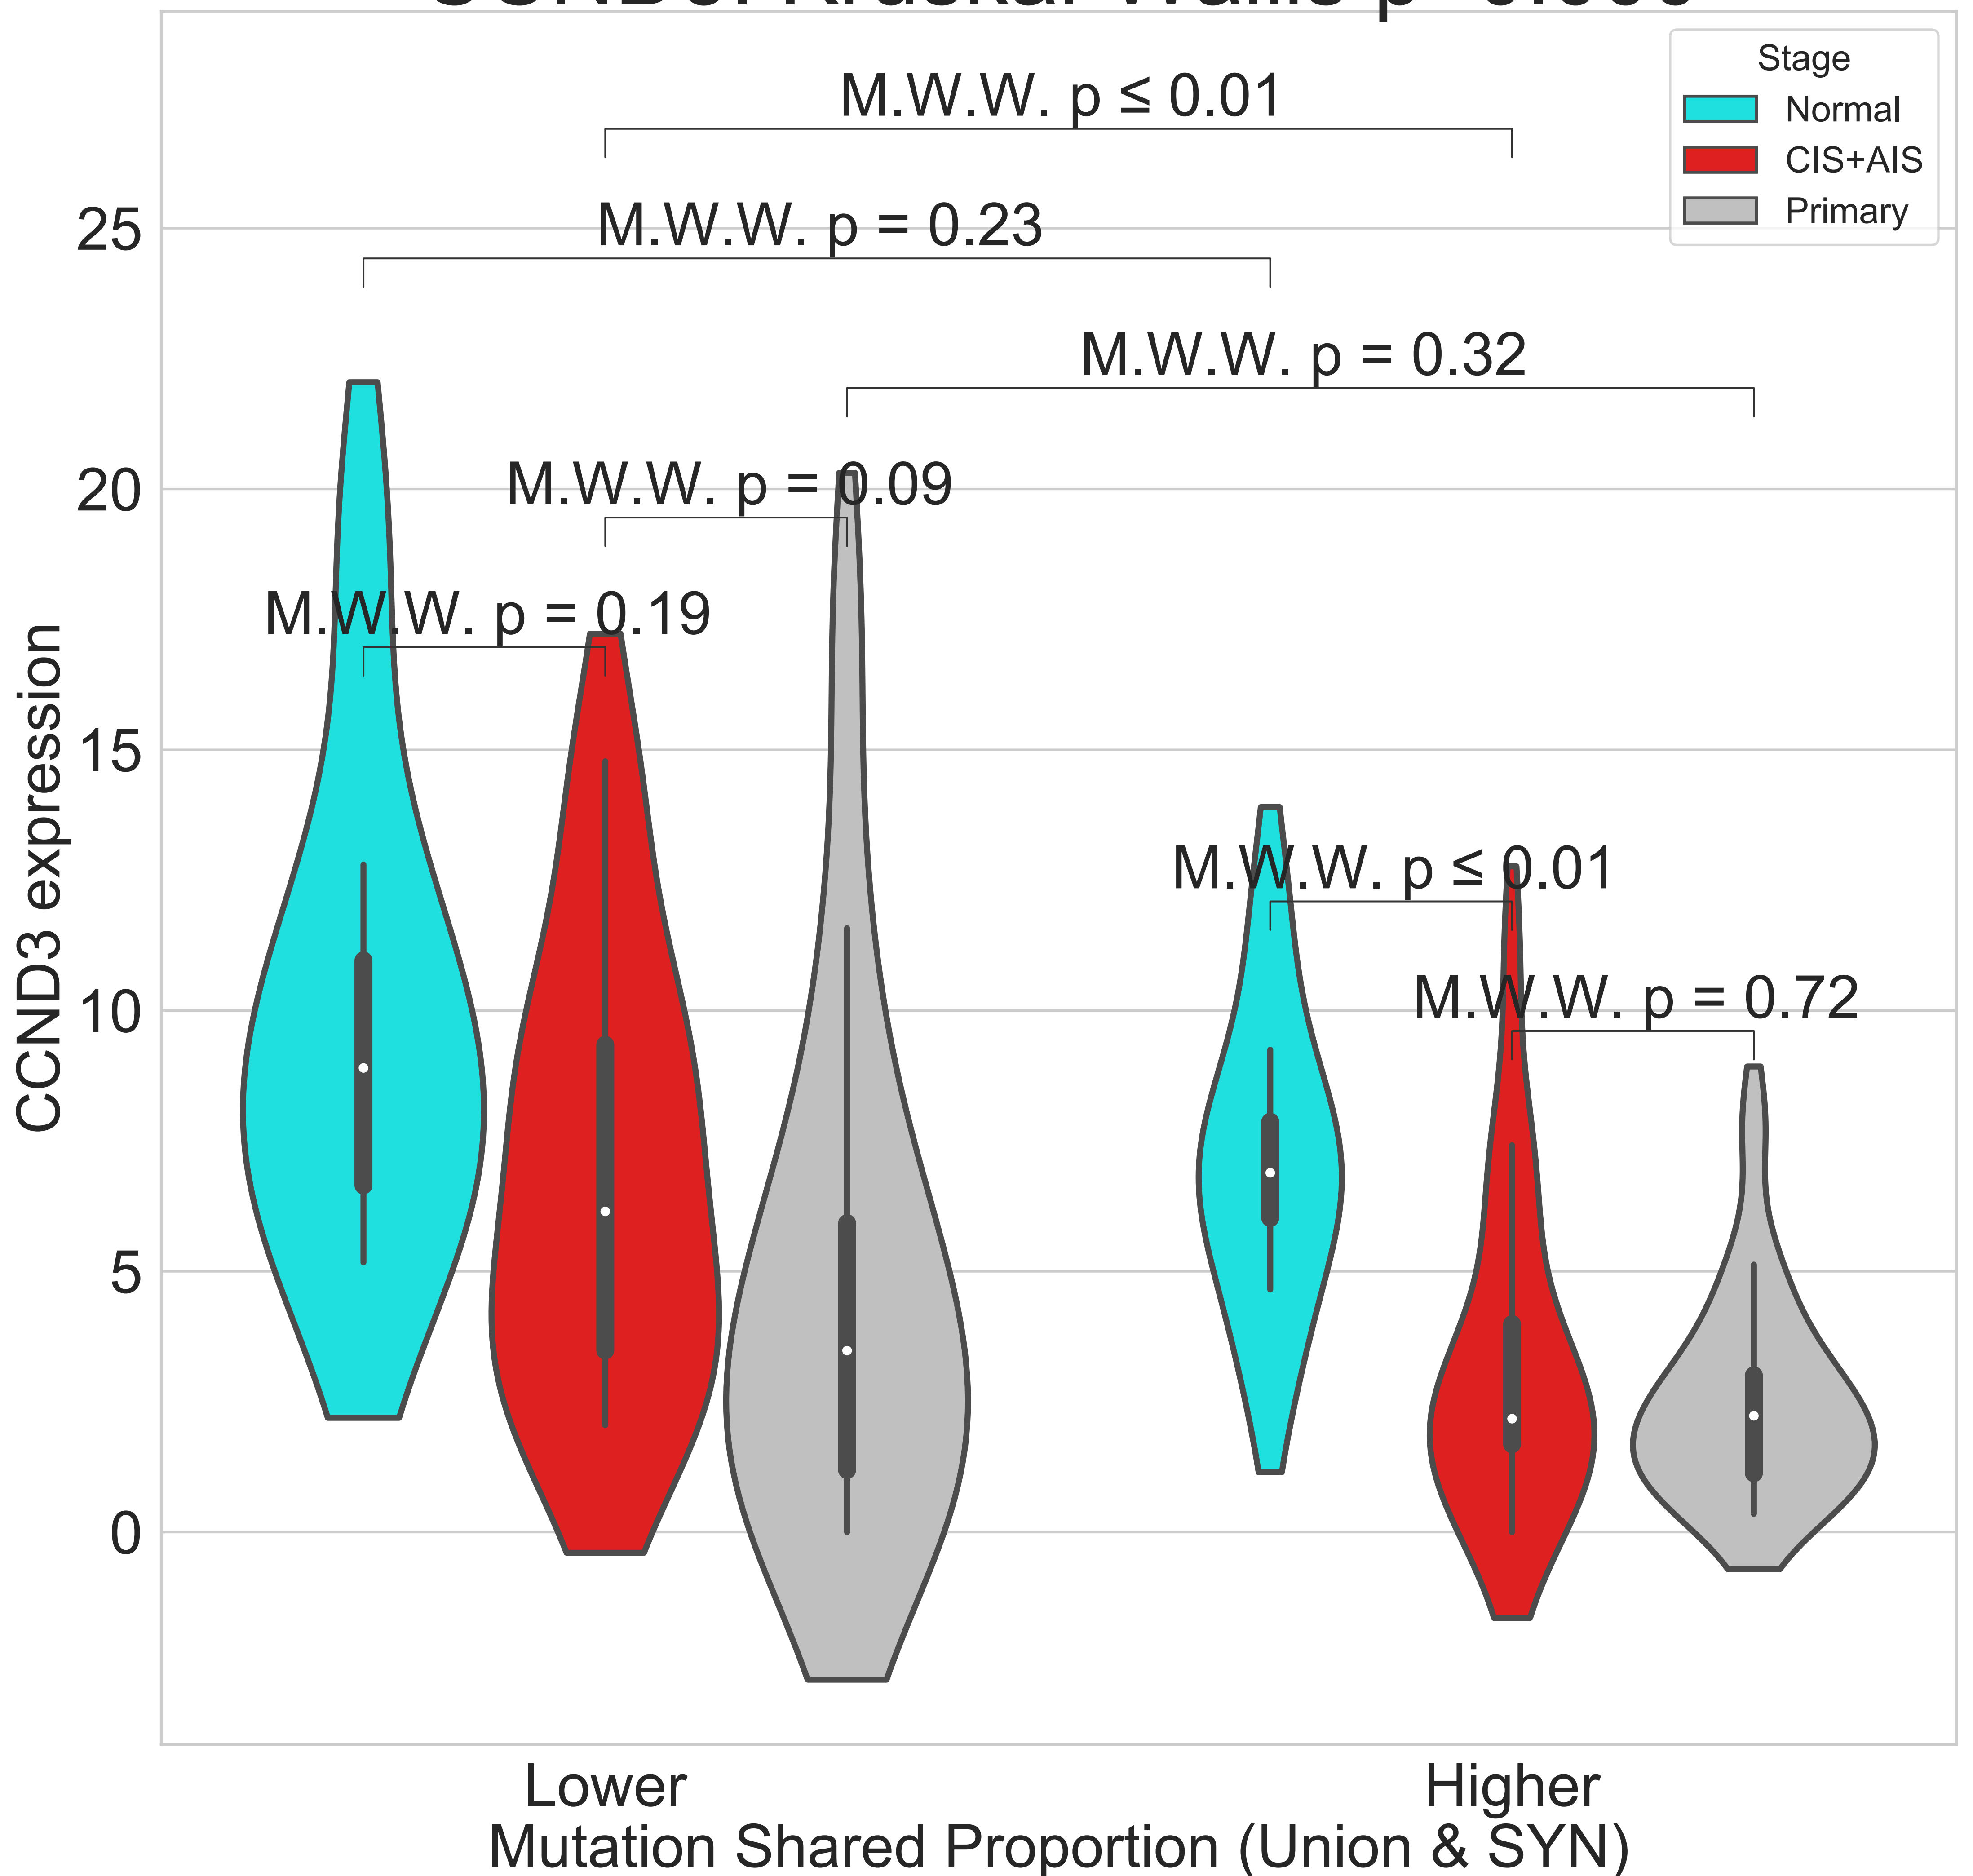 Stage
Normal
CIS+AIS
Primary
M.W.W. p ≤ 0.01
M.W.W. p = 0.23
M.W.W. p = 0.32
M.W.W. p = 0.09
M.W.W. p = 0.19
M.W.W. p ≤ 0.01
M.W.W. p = 0.72
CCND3 expression
25
20
15
10
5
0
Lower
Higher
Mutation Shared Proportion (Union & SYN)